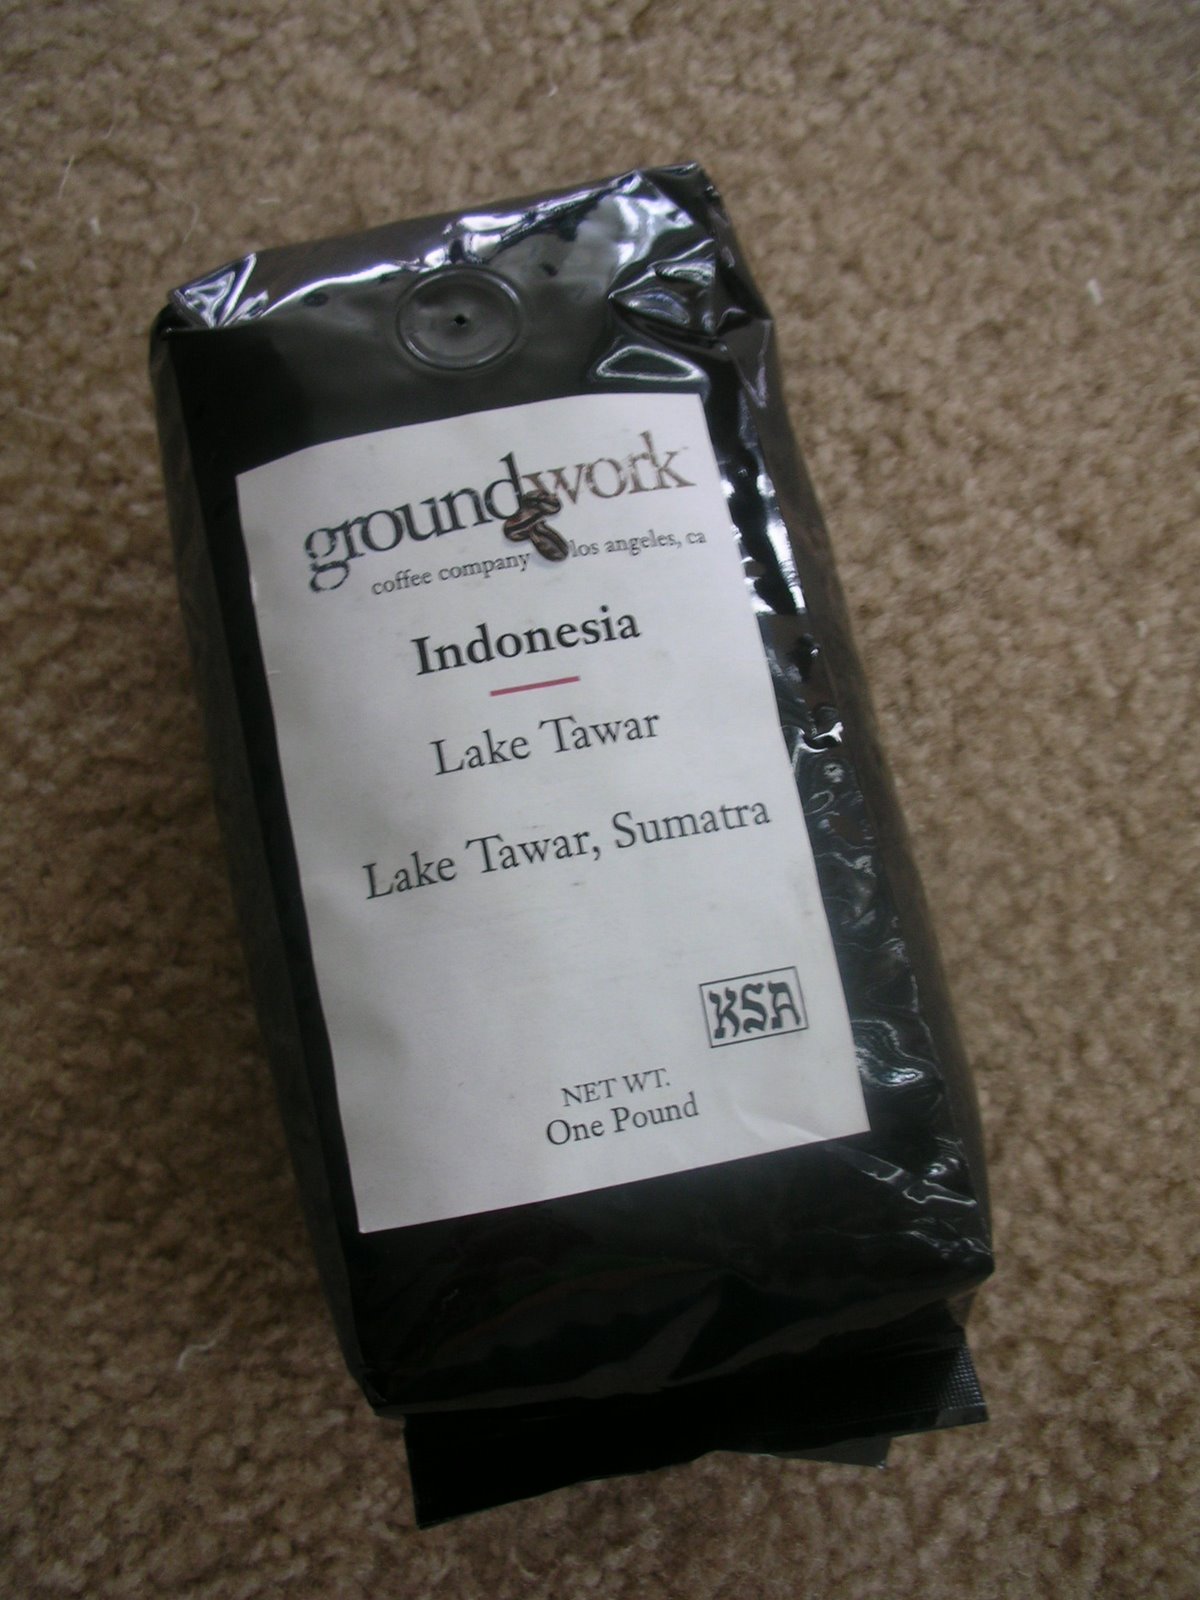 groundwork
coffee company los angeles, ca
Indonesia
Lake Tawar
Lake Tawar, Sumatra
KSA
NET WT.
One Pound